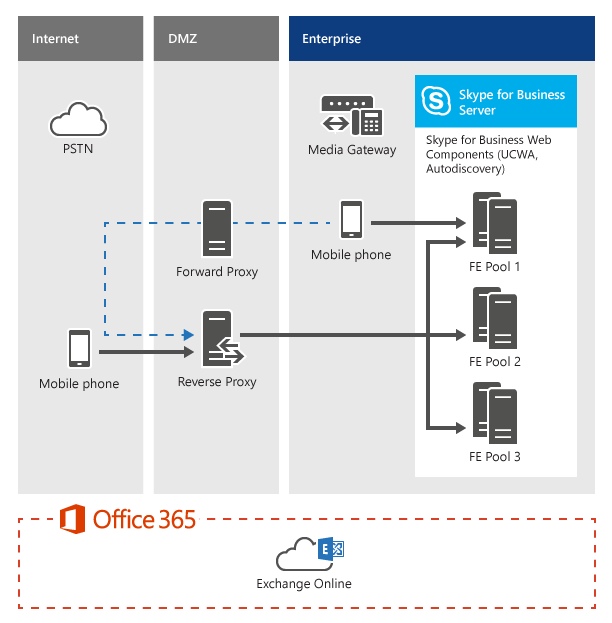 Internet
DMZ
Enterprise
PSTN
Media Gateway
Skype for Business
Server
Skype for Business Web
Components (UCWA,
Autodiscovery)
Forward Proxy
Mobile phone
FE Pool 1
Mobile phone
Reverse Proxy
FE Pool 2
FE Pool 3
Office 365
Exchange Online